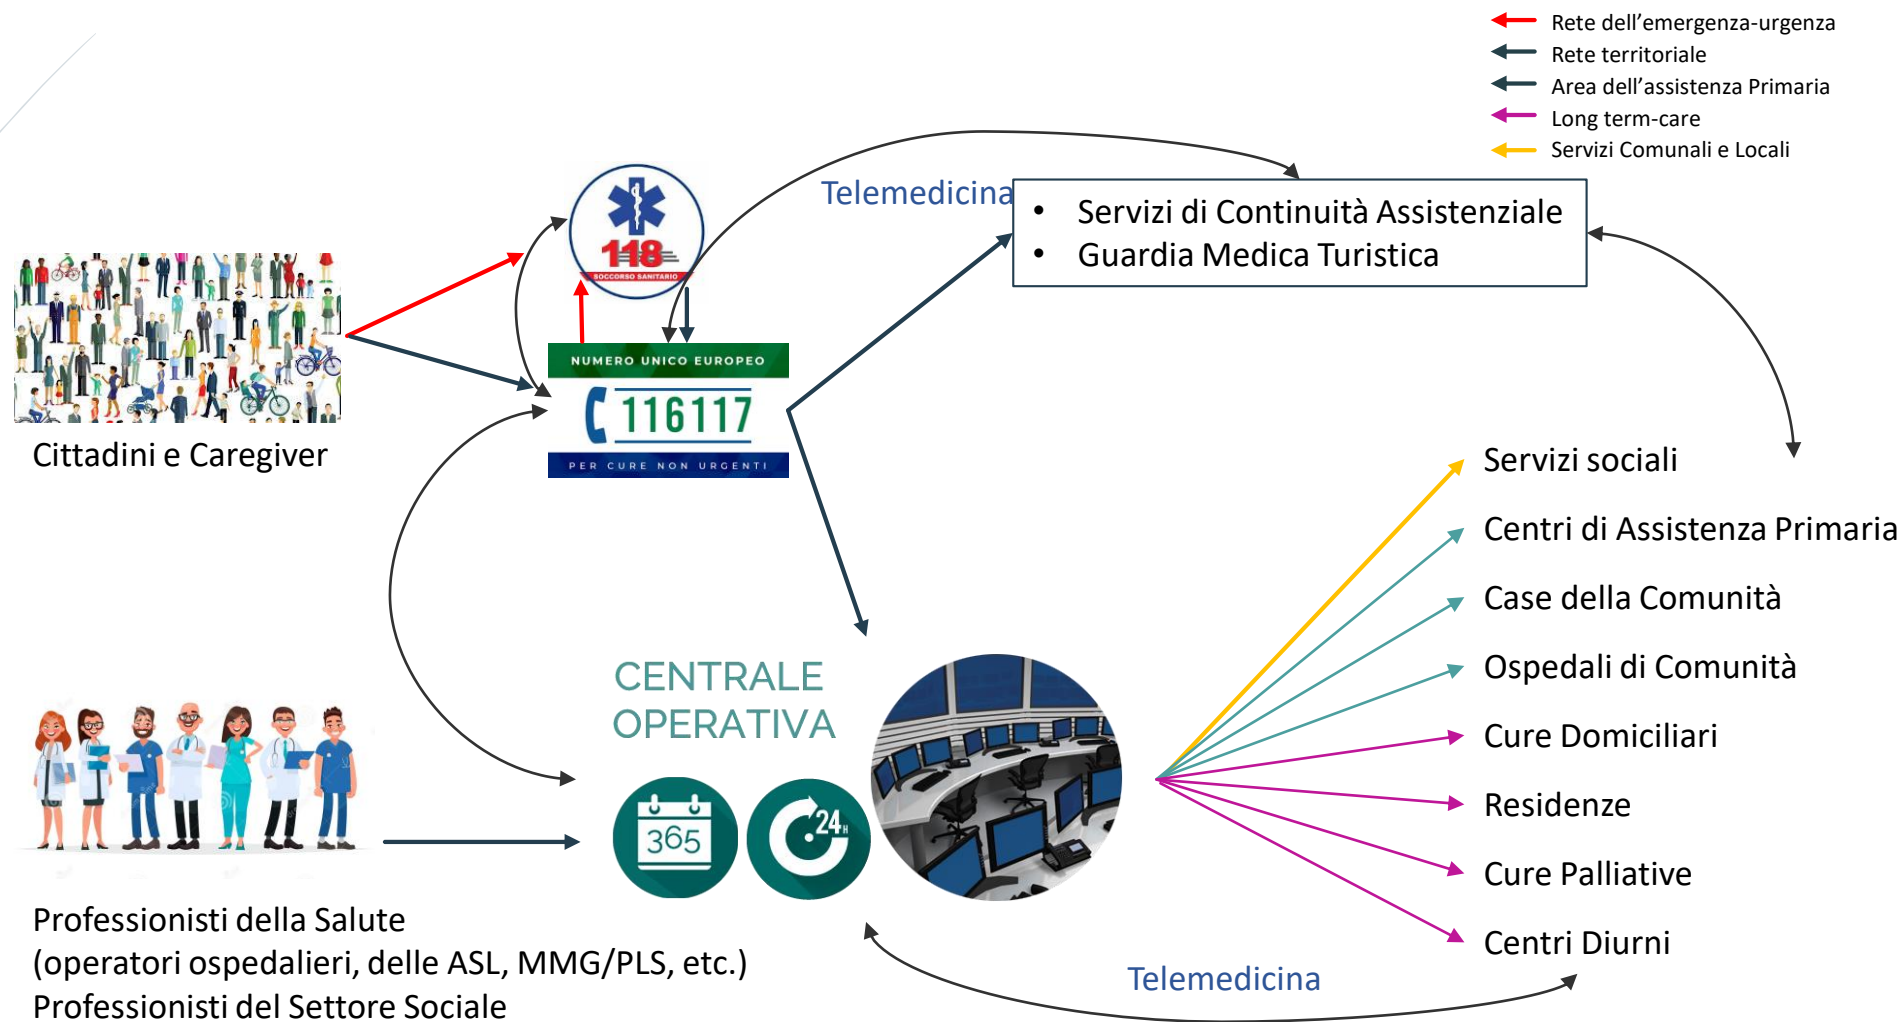 Rete dell'emergenza-urgenza
Rete territoriale
Area dell'assistenza Primaria
Long term-care
Servizi Comunali e Locali
Telemedicina
• Servizi di Continuità Assistenziale
• Guardia Medica Turistica
118
SOCCORSO SANITARIO
NUMERO UNICO EUROPEO
116117
PER CURE NON URGENTI
Cittadini e Caregiver
Servizi sociali
Centri di Assistenza Primaria
Case della Comunità
Ospedali di Comunità
Cure Domiciliari
Residenze
Cure Palliative
Centri Diurni
CENTRALE
OPERATIVA
365
24H
Professionisti della Salute
(operatori ospedalieri, delle ASL, MMG/PLS, etc.)
Professionisti del Settore Sociale
Telemedicina